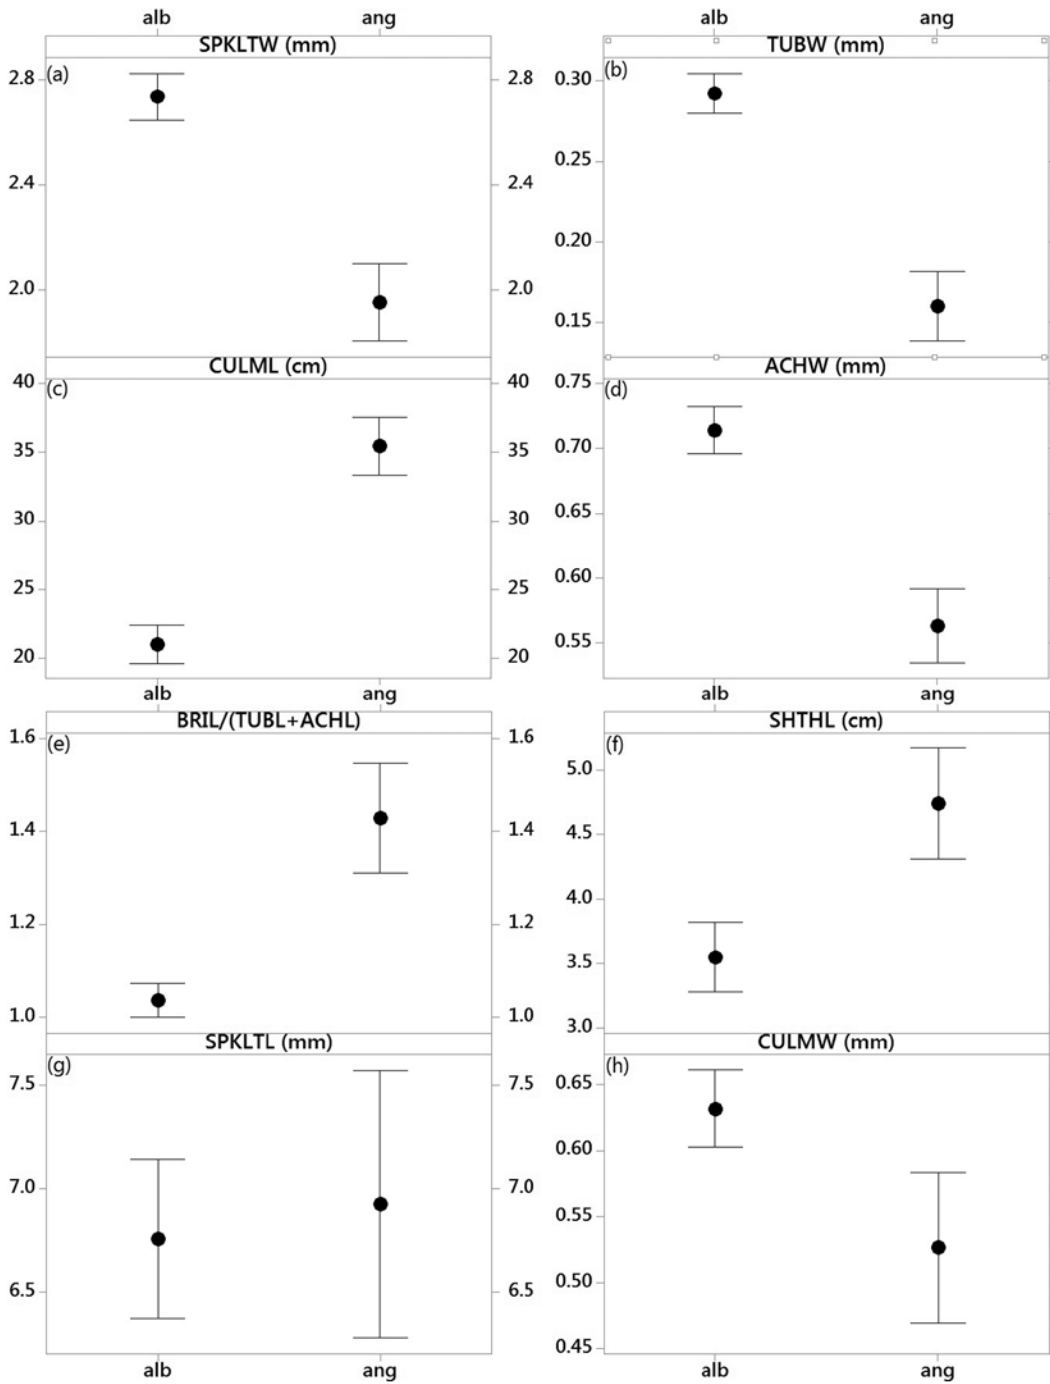 alb ang alb ang
SPKLTW (mm) TUBW (mm)
(a) (b)
2.8 2.8 0.30
0.25
2.4 2.4
0.20
2.0 2.0
0.15
CULML (cm) ACHW (mm)
(c) (d)
40 40 0.75
35 35 0.70
0.65
30 30
0.60
25 25
0.55
20 20
alb ang alb ang
BRIL/(TUBL+ACHL) SHTHL (cm)
(e) (f)
1.6 1.6
5.0
1.4 1.4 4.5
4.0
1.2 1.2
3.5
1.0 1.0 3.0
SPKLTL (mm) CULMW (mm)
(g) (h)
7.5 7.5 0.65
0.60
7.0 7.0
0.55
6.5 6.5 0.50
0.45
alb ang alb ang